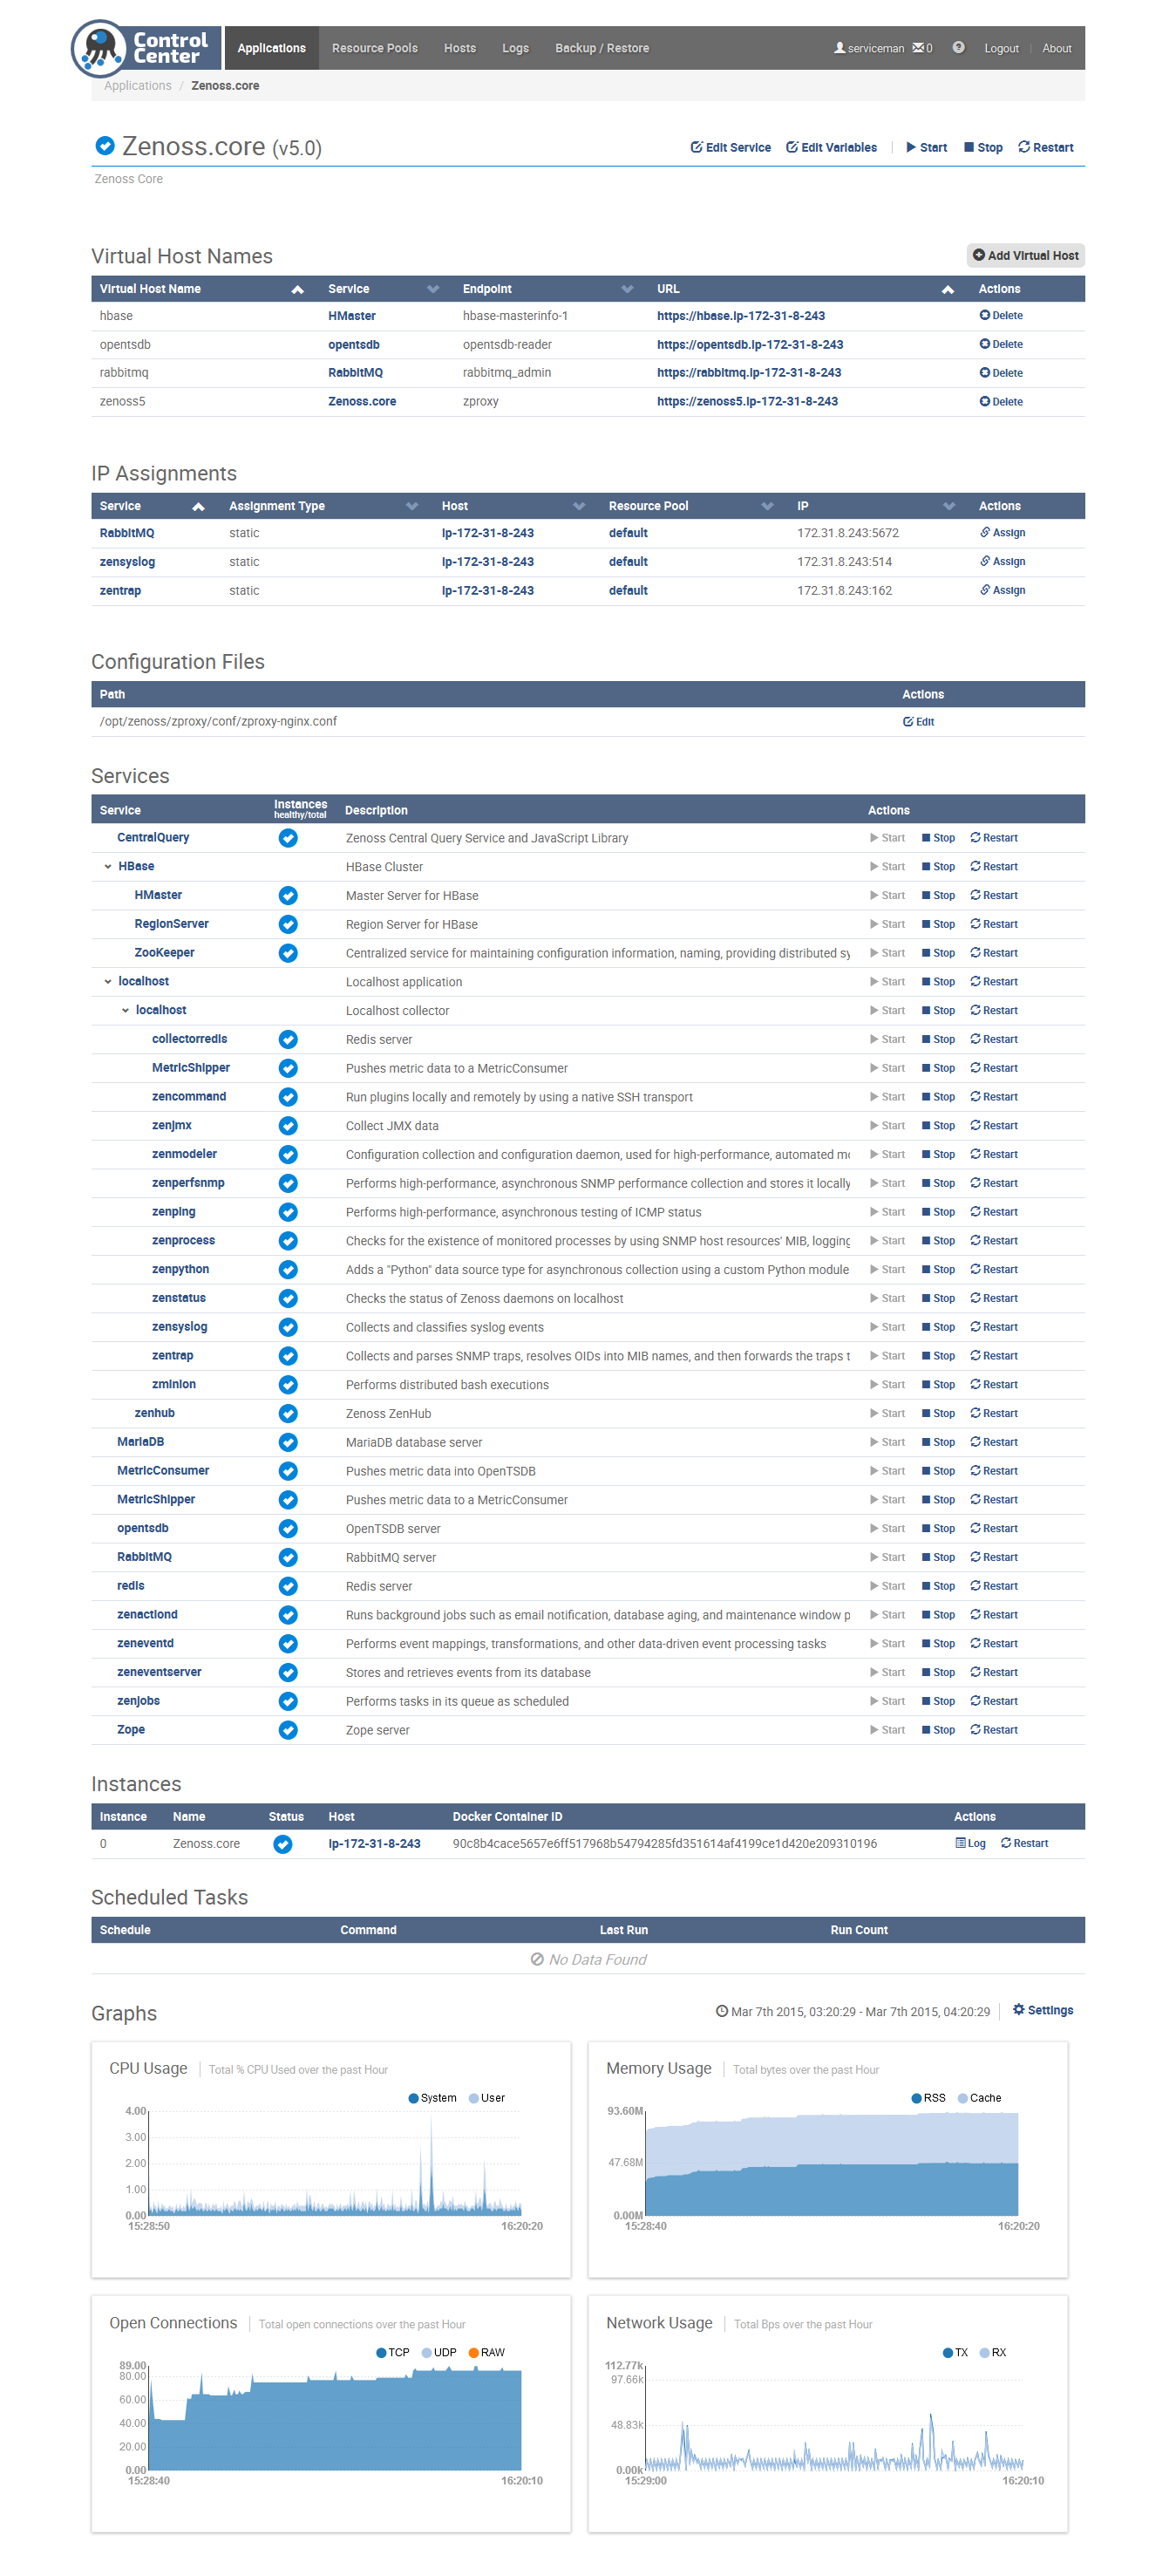 Control Center Applications Resource Pools Hosts Logs Backup / Restore serviceman 0 Logout About
Applications / Zenoss.core
Zenoss.core (v5.0) Edit Service Edit Variables Start Stop Restart
Zenoss Core
Virtual Host Names Add Virtual Host
Virtual Host Name Service Endpoint URL Actions
hbase HMaster hbase-masterinfo-1 https://hbase.ip-172-31-8-243 Delete
opentsdb opentsdb opentsdb-reader https://opentsdb.ip-172-31-8-243 Delete
rabbitmq RabbitMQ rabbitmq_admin https://rabbitmq.ip-172-31-8-243 Delete
zenoss5 Zenoss.core zproxy https://zenoss5.ip-172-31-8-243 Delete
IP Assignments
Service Assignment Type Host Resource Pool IP Actions
RabbitMQ static ip-172-31-8-243 default 172.31.8.243:5672 Assign
zensyslog static ip-172-31-8-243 default 172.31.8.243:514 Assign
zentrap static ip-172-31-8-243 default 172.31.8.243:162 Assign
Configuration Files
Path Actions
/opt/zenoss/zproxy/conf/zproxy-nginx.conf Edit
Services
Service Instances healthy/total Description Actions
CentralQuery Zenoss Central Query Service and JavaScript Library Start Stop Restart
HBase HBase Cluster Start Stop Restart
HMaster Master Server for HBase Start Stop Restart
RegionServer Region Server for HBase Start Stop Restart
ZooKeeper Centralized service for maintaining configuration information, naming, providing distributed sy Start Stop Restart
localhost Localhost application Start Stop Restart
localhost Localhost collector Start Stop Restart
collectorredis Redis server Start Stop Restart
MetricShipper Pushes metric data to a MetricConsumer Start Stop Restart
zencommand Run plugins locally and remotely by using a native SSH transport Start Stop Restart
zenjmx Collect JMX data Start Stop Restart
zenmodeler Configuration collection and configuration daemon, used for high-performance, automated mo Start Stop Restart
zenperfsnmp Performs high-performance, asynchronous SNMP performance collection and stores it locally Start Stop Restart
zenping Performs high-performance, asynchronous testing of ICMP status Start Stop Restart
zenprocess Checks for the existence of monitored processes by using SNMP host resources' MIB, logging Start Stop Restart
zenpython Adds a "Python" data source type for asynchronous collection using a custom Python module Start Stop Restart
zenstatus Checks the status of Zenoss daemons on localhost Start Stop Restart
zensyslog Collects and classifies syslog events Start Stop Restart
zentrap Collects and parses SNMP traps, resolves OIDs into MIB names, and then forwards the traps t Start Stop Restart
zminion Performs distributed bash executions Start Stop Restart
zenhub Zenoss ZenHub Start Stop Restart
MariaDB MariaDB database server Start Stop Restart
MetricConsumer Pushes metric data into OpenTSDB Start Stop Restart
MetricShipper Pushes metric data to a MetricConsumer Start Stop Restart
opentsdb OpenTSDB server Start Stop Restart
RabbitMQ RabbitMQ server Start Stop Restart
redis Redis server Start Stop Restart
zenactiond Runs background jobs such as email notification, database aging, and maintenance window p Start Stop Restart
zeneventd Performs event mappings, transformations, and other data-driven event processing tasks Start Stop Restart
zeneventserver Stores and retrieves events from its database Start Stop Restart
zenjobs Performs tasks in its queue as scheduled Start Stop Restart
Zope Zope server Start Stop Restart
Instances
Instance Name Status Host Docker Container ID Actions
0 Zenoss.core ip-172-31-8-243 90c8b4cace5657e6ff517968b54794285fd351614af4199ce1d420e209310196 Log Restart
Scheduled Tasks
Schedule Command Last Run Run Count
No Data Found
Graphs Mar 7th 2015, 03:20:29 - Mar 7th 2015, 04:20:29 Settings
CPU Usage Total % CPU Used over the past Hour
System User
4.00
3.00
2.00
1.00
0.00
15:28:50 16:20:20
Memory Usage Total bytes over the past Hour
RSS Cache
93.60M
47.68M
0.00M
15:28:40 16:20:20
Open Connections Total open connections over the past Hour
TCP UDP RAW
89.00
80.00
60.00
40.00
20.00
0.00
15:28:40 16:20:10
Network Usage Total Bps over the past Hour
TX RX
112.77k
97.66k
48.83k
0.00k
15:29:00 16:20:10